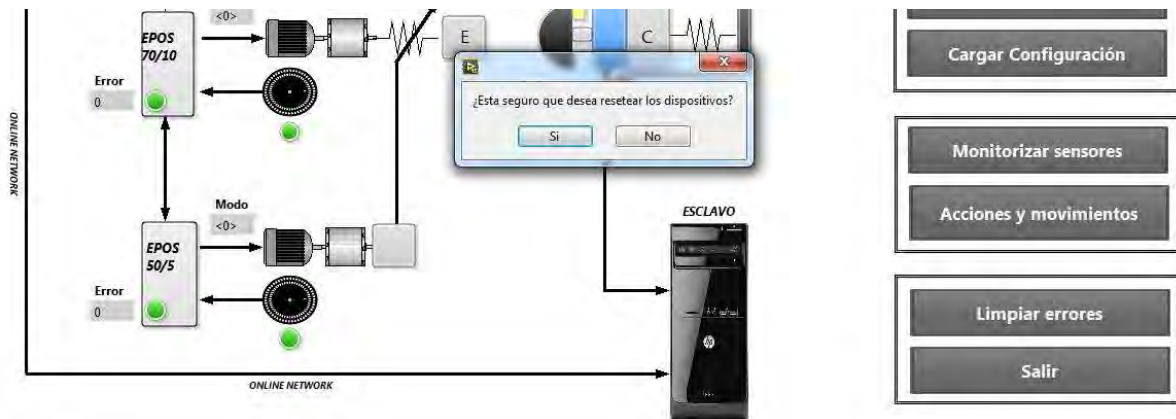 <0>
EPOS
70/10
Error
0
E
C
¿Esta seguro que desea resetear los dispositivos?
Si
No
ONLINE NETWORK
Modo
<0>
EPOS
50/5
Error
0
ESCLAVO
ONLINE NETWORK
Cargar Configuración
Monitorizar sensores
Acciones y movimientos
Limpiar errores
Salir